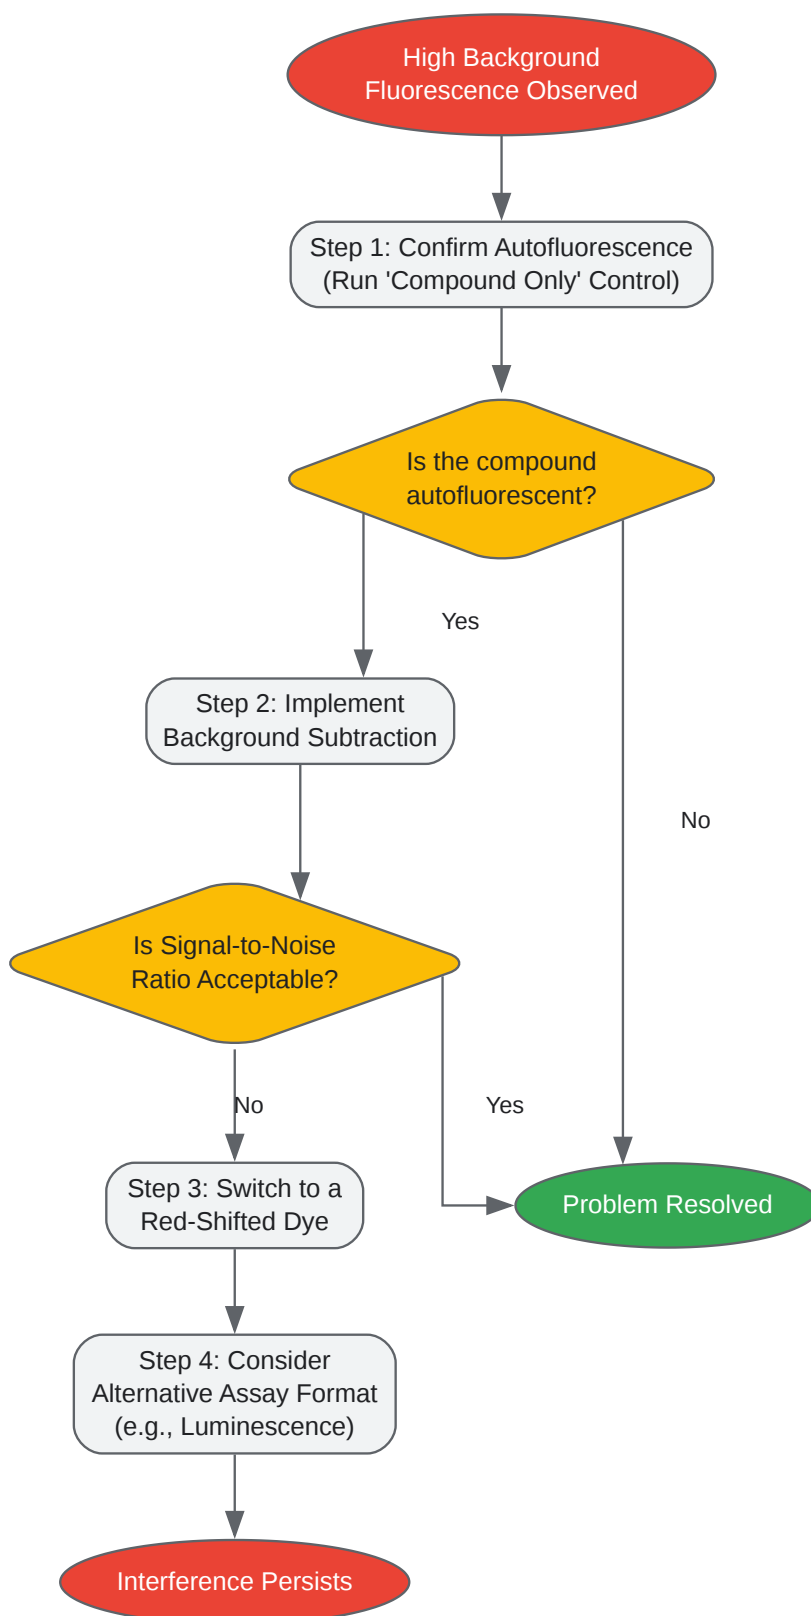 High Background
Fluorescence Observed
Step 1: Confirm Autofluorescence
(Run 'Compound Only' Control)
Is the compound
autofluorescent?
Yes
Step 2: Implement
Background Subtraction
No
Is Signal-to-Noise
Ratio Acceptable?
No
Yes
Step 3: Switch to a
Red-Shifted Dye
Problem Resolved
Step 4: Consider
Alternative Assay Format
(e.g., Luminescence)
Interference Persists